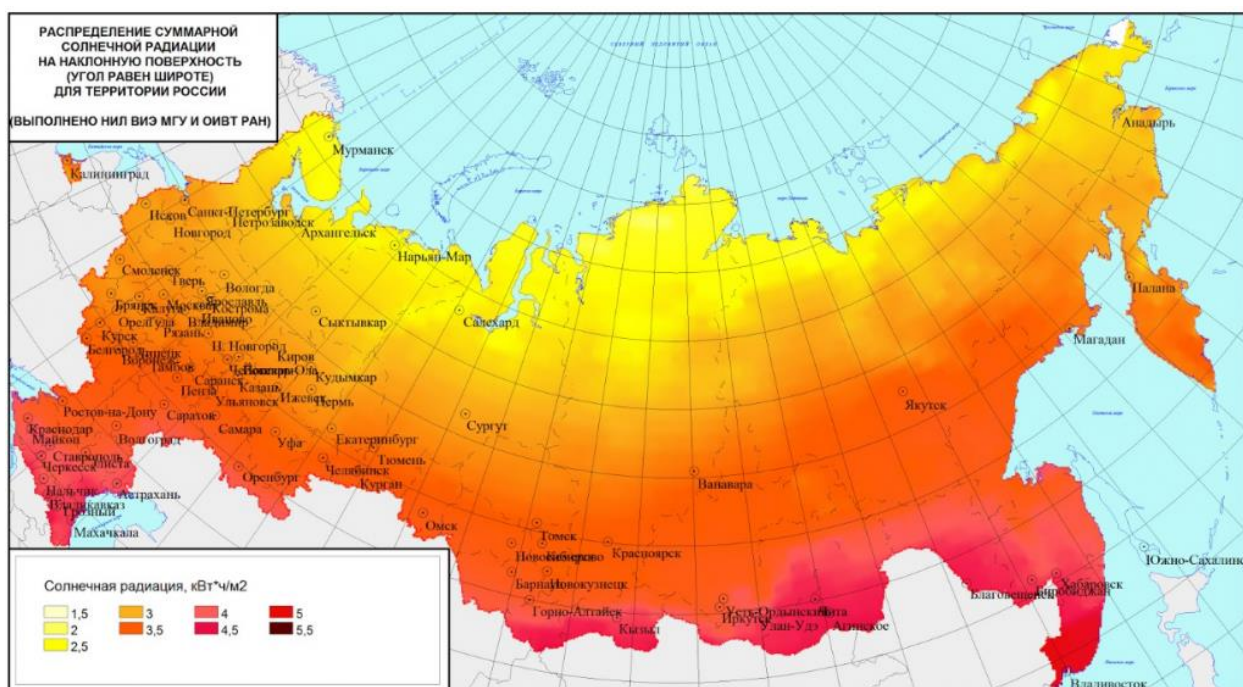 РАСПРЕДЕЛЕНИЕ СУММАРНОЙ
СОЛНЕЧНОЙ РАДИАЦИИ
НА НАКЛОННУЮ ПОВЕРХНОСТЬ
(УГОЛ РАВЕН ШИРОТЕ)
ДЛЯ ТЕРРИТОРИИ РОССИИ
(ВЫПОЛНЕНО НИЛ ВИЭ МГУ И ОИВТ РАН)
Анадырь
Мурманск
Калининград
Псков
Санкт-Петербург
Петрозаводск
Новгород
Архангельск
Нарьян-Мар
Смоленск
Тверь
Вологда
Палана
Брянск
Калуга
Москва
Ярославль
Кострома
Иваново
Владимир
Сыктывкар
Салехард
Орел
Тула
Рязань
Курск
Магадан
Белгород
Липецк
Воронеж
Тамбов
Н. Новгород
Киров
Саранск
Йошкар-Ола
Кудымкар
Пенза
Казань
Ижевск
Пермь
Якутск
Ульяновск
Ростов-на-Дону
Саратов
Сургут
Краснодар
Самара
Майкоп
Волгоград
Уфа
Екатеринбург
Тюмень
Ставрополь
Элиста
Черкесск
Челябинск
Ванавара
Оренбург
Курган
Нальчик
Астрахань
Владикавказ
Грозный
Омск
Махачкала
Томск
Новосибирск
Кемерово
Красноярск
Южно-Сахалинс
Барнаул
Новокузнецк
Хабаровск
Биробиджан
Благовещенск
Горно-Алтайск
Усть-Ордынский
Чита
Иркутск
Кызыл
Улан-Удэ
Агинское
Владивосток
Солнечная радиация, кВт*ч/м2
1,5 3 4 5
2 3,5 4,5 5,5
2,5